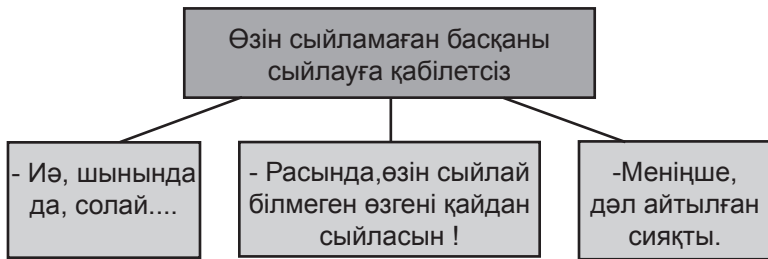 Өзін сыйламаған басқаны
сыйлауға қабілетсіз
- Иә, шынында
да, солай....
- Расында,өзін сыйлай
білмеген өзгені қайдан
сыйласын !
-Меніңше,
дәл айтылған
сияқты.